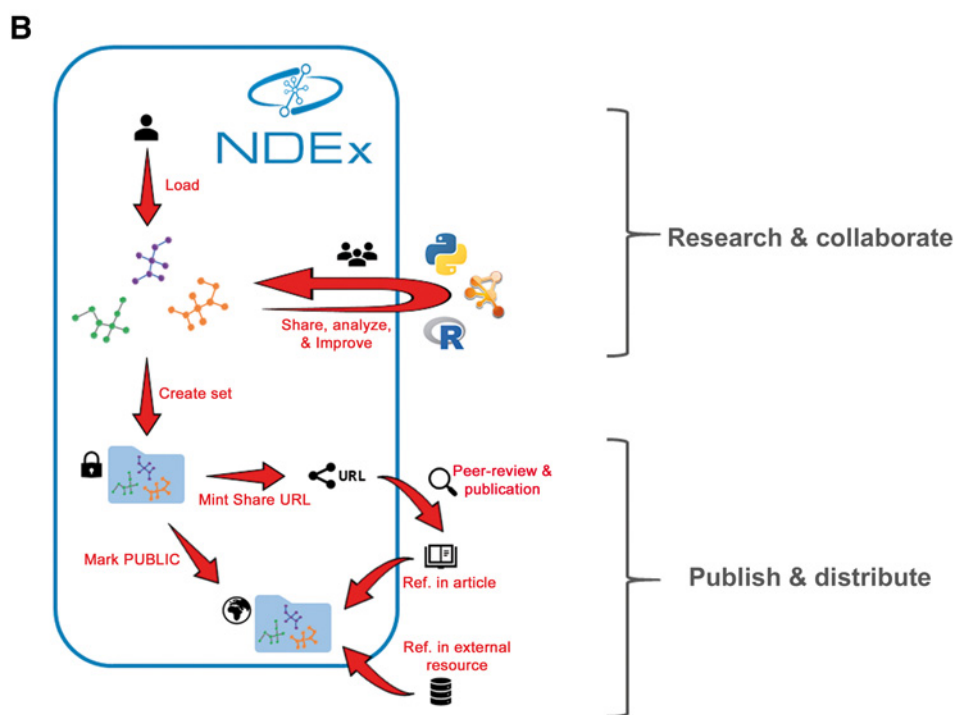 B
NDEx
Load
Share, analyze,
& Improve
R
Research & collaborate
Create set
Mint Share URL
URL
Peer-review &
publication
Mark PUBLIC
Ref. in article
Ref. in external
resource
Publish & distribute